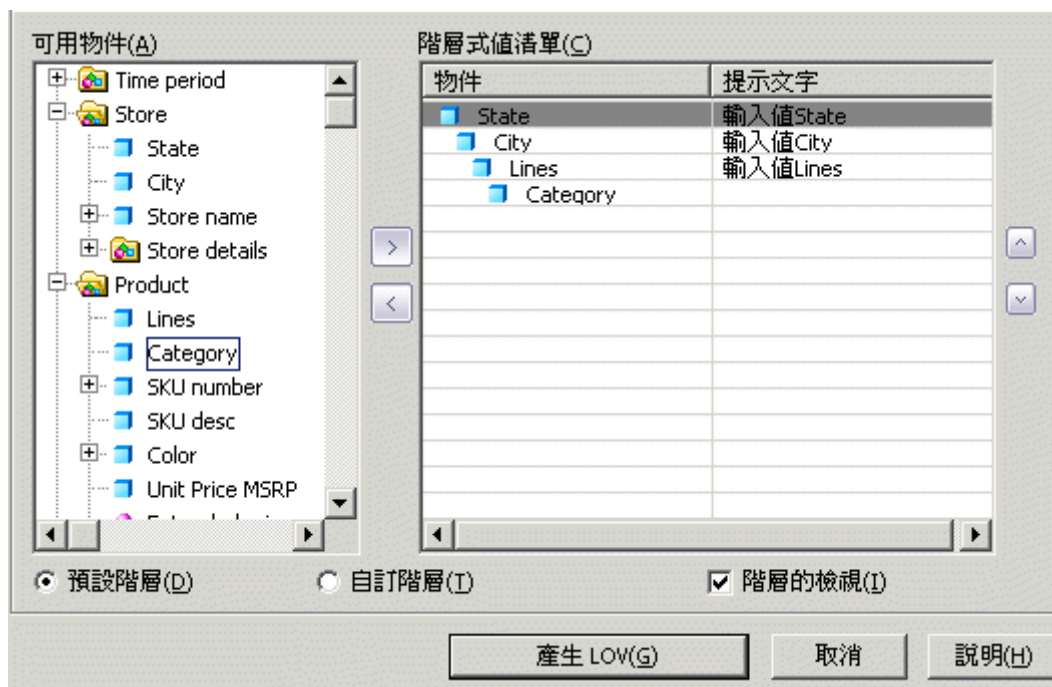 可用物件(A)
Time period
Store
State
City
Store name
Store details
Product
Lines
Category
SKU number
SKU desc
Color
Unit Price MSRP
階層式值清單(C)
物件 提示文字
State 輸入值State
City 輸入值City
Lines 輸入值Lines
Category
預設階層(D) 自訂階層(T) 階層的檢視(I)
產生 LOV(G) 取消 說明(H)